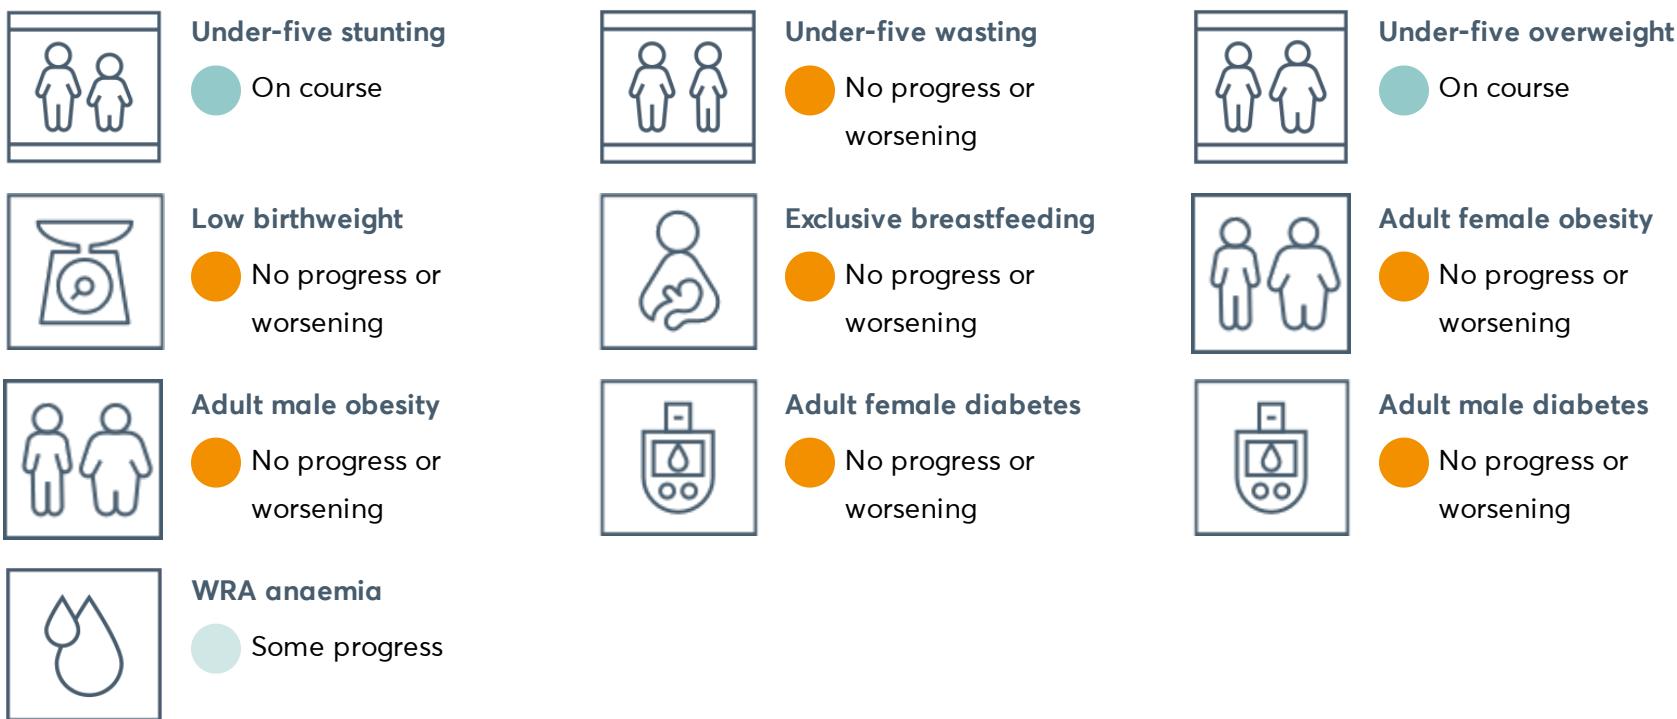 Under-five stunting
On course
Under-five wasting
No progress or
worsening
Under-five overweight
On course
Low birthweight
No progress or
worsening
Exclusive breastfeeding
No progress or
worsening
Adult female obesity
No progress or
worsening
Adult male obesity
No progress or
worsening
Adult female diabetes
No progress or
worsening
Adult male diabetes
No progress or
worsening
WRA anaemia
Some progress